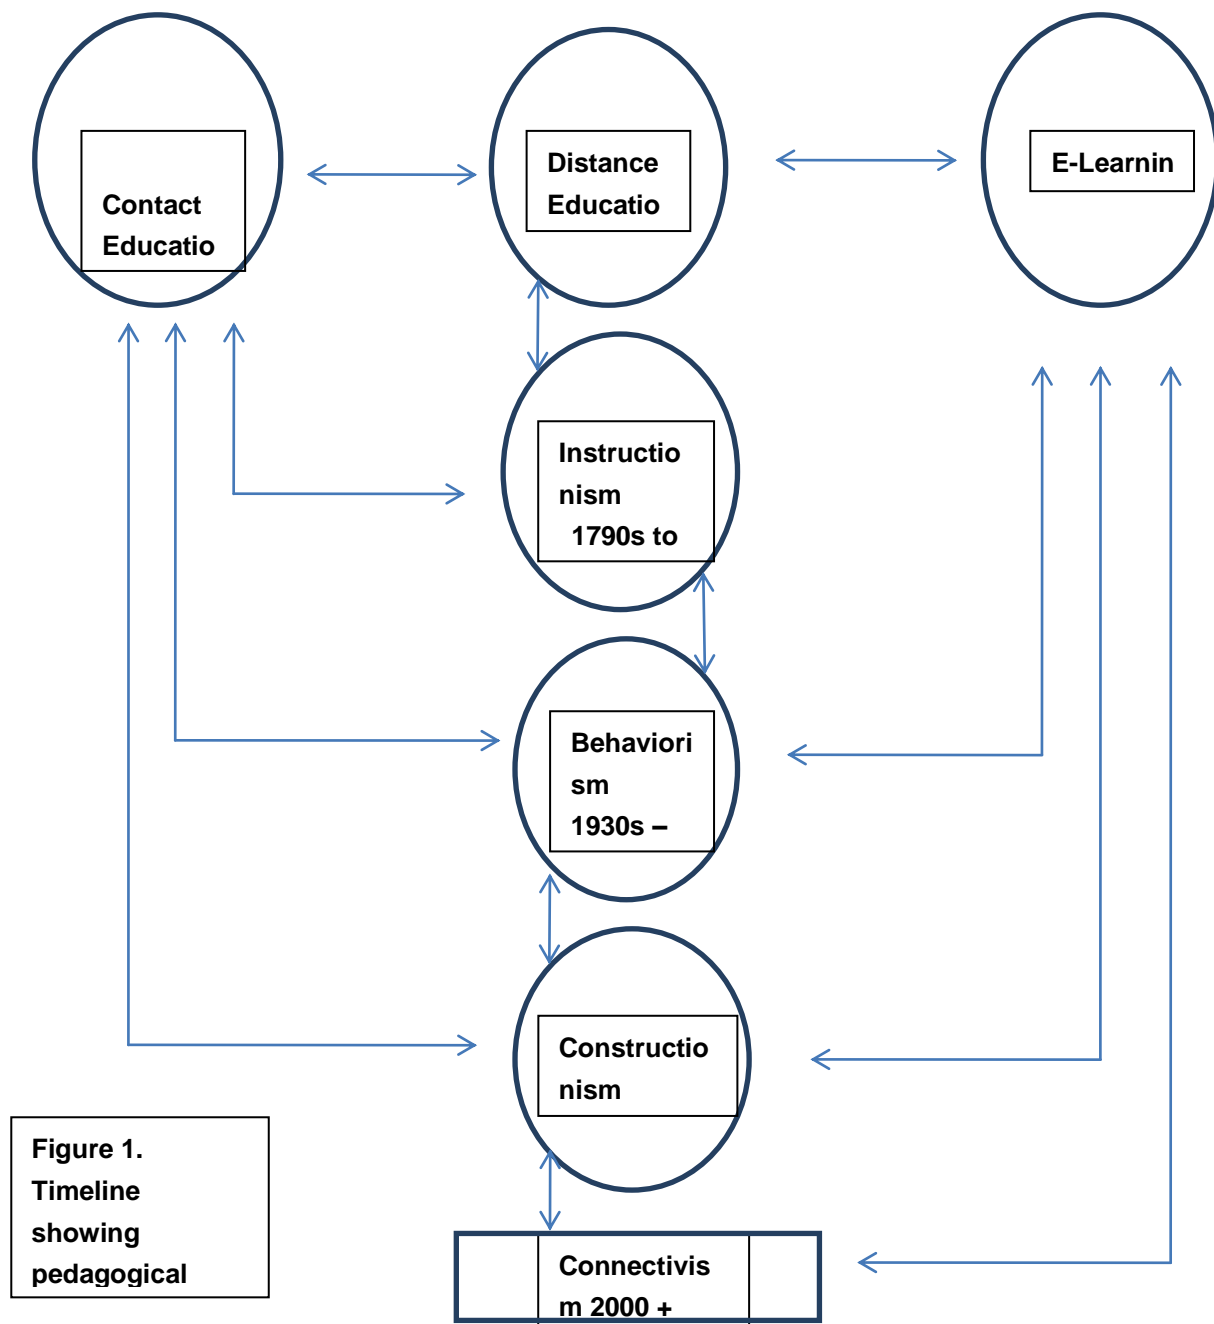 Contact
Educatio
Distance
Educatio
E-Learnin
Instructio
nism
1790s to
Behaviori
sm
1930s –
Constructio
nism
Figure 1.
Timeline
showing
pedagogical
Connectivis
m 2000 +